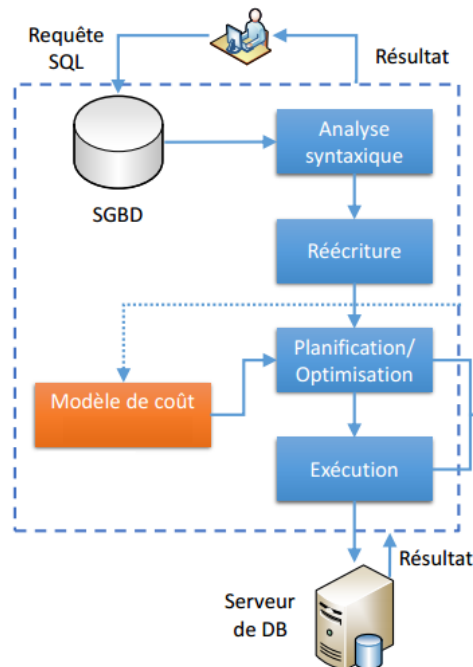 Requête
SQL
Résultat
Analyse
syntaxique
SGBD
Réécriture
Planification/
Optimisation
Modèle de coût
Exécution
Résultat
Serveur
de DB